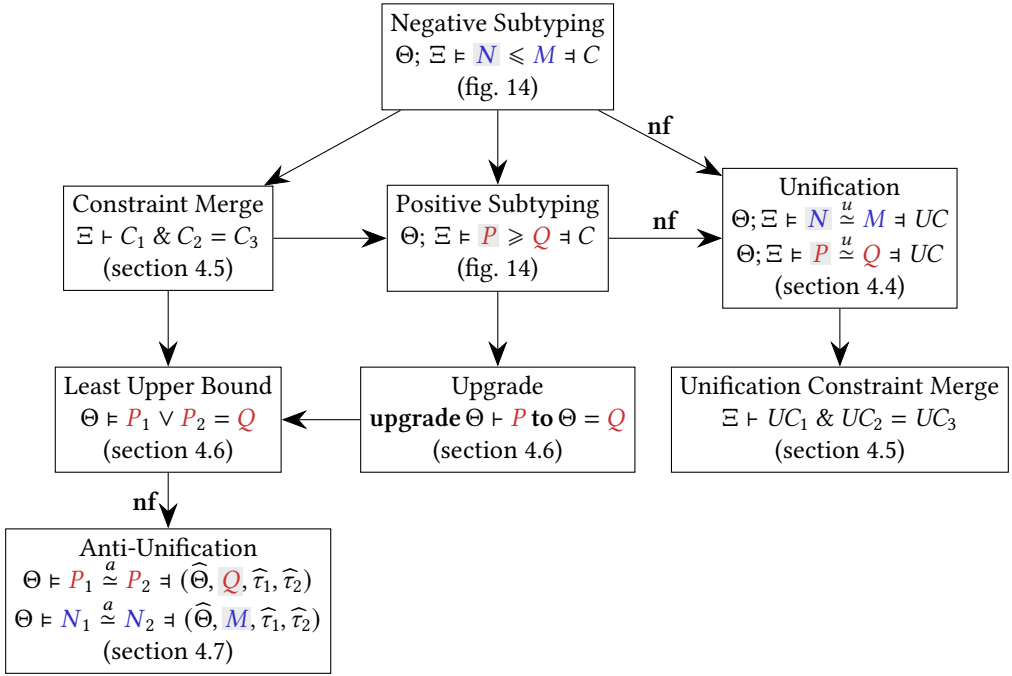 Negative Subtyping
Θ; Ξ ⊨ N ⩽ M ⫤ C
(fig. 14)
nf
Constraint Merge
Ξ ⊢ C₁ & C₂ = C₃
(section 4.5)
Positive Subtyping
Θ; Ξ ⊨ P ⩾ Q ⫤ C
(fig. 14)
nf
Unification
Θ; Ξ ⊨ N ≃ᵘ M ⫤ UC
Θ; Ξ ⊨ P ≃ᵘ Q ⫤ UC
(section 4.4)
Least Upper Bound
Θ ⊨ P₁ ∨ P₂ = Q
(section 4.6)
Upgrade
upgrade Θ ⊢ P to Θ = Q
(section 4.6)
Unification Constraint Merge
Ξ ⊢ UC₁ & UC₂ = UC₃
(section 4.5)
nf
Anti-Unification
Θ ⊨ P₁ ≃ᵃ P₂ ⫤ (Θ̂, Q, τ̂₁, τ̂₂)
Θ ⊨ N₁ ≃ᵃ N₂ ⫤ (Θ̂, M, τ̂₁, τ̂₂)
(section 4.7)